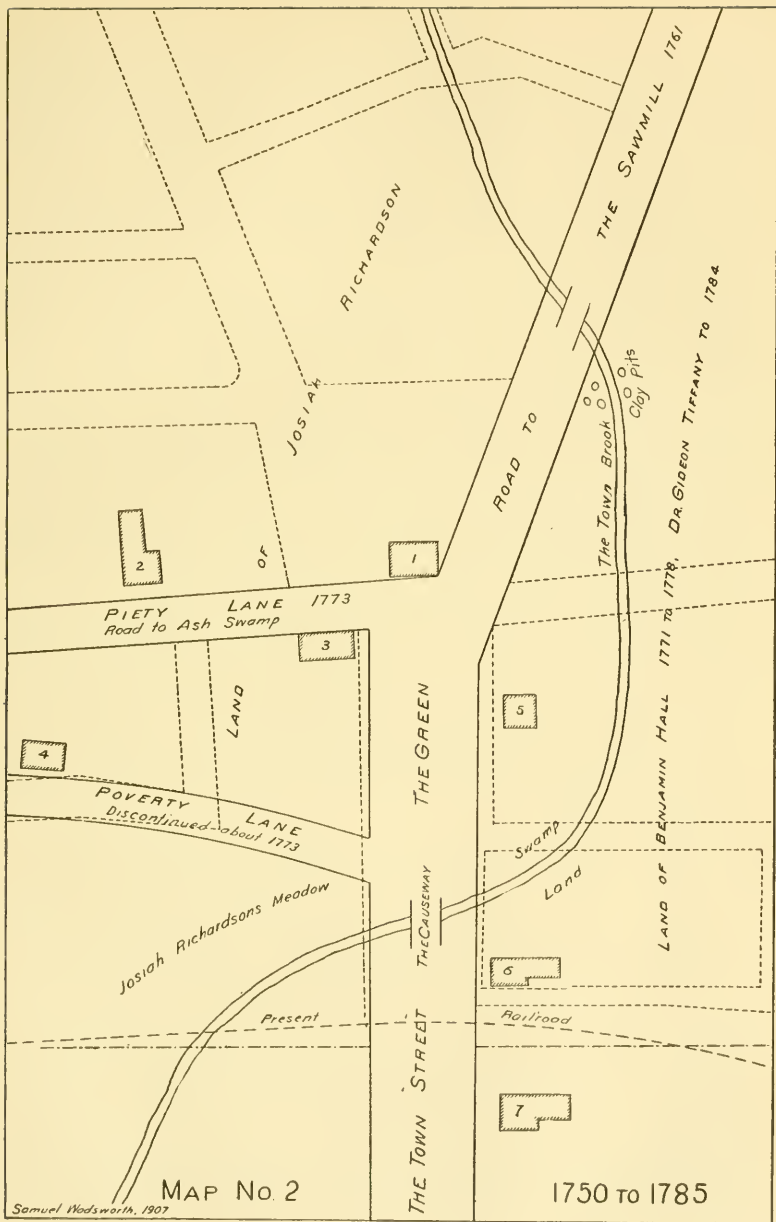 ROAD TO THE SAWMILL 1761
LAND OF JOSIAH RICHARDSON
The Town Brook
Clay Pits
LAND OF BENJAMIN HALL 1771 TO 1778, DR. GIDEON TIFFANY TO 1784
2
1
PIETY LANE 1773
Road to Ash Swamp
3
4
5
THE GREEN
POVERTY LANE
Discontinued about 1773
Swamp
Land
THE CAUSEWAY
Josiah Richardsons Meadow
6
Present Railroad
THE TOWN STREET
7
MAP NO. 2
1750 TO 1785
Samuel Wadsworth, 1907